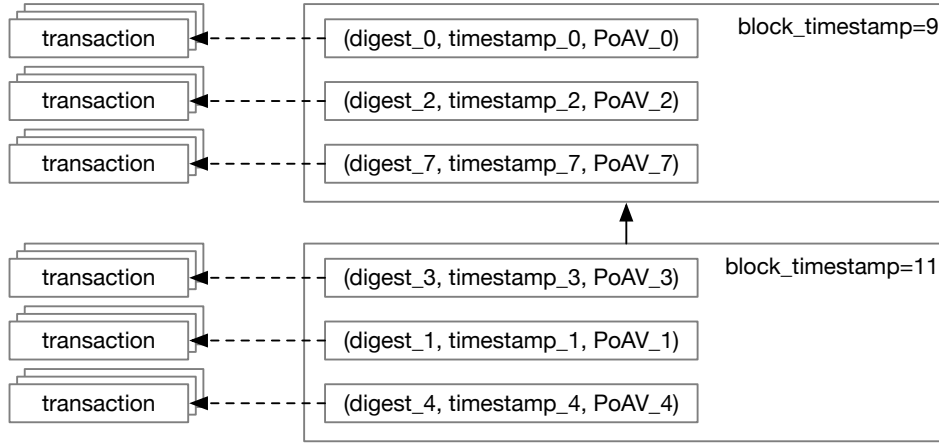 transaction (digest_0, timestamp_0, PoAV_0) block_timestamp=9
transaction (digest_2, timestamp_2, PoAV_2)
transaction (digest_7, timestamp_7, PoAV_7)
transaction (digest_3, timestamp_3, PoAV_3) block_timestamp=11
transaction (digest_1, timestamp_1, PoAV_1)
transaction (digest_4, timestamp_4, PoAV_4)